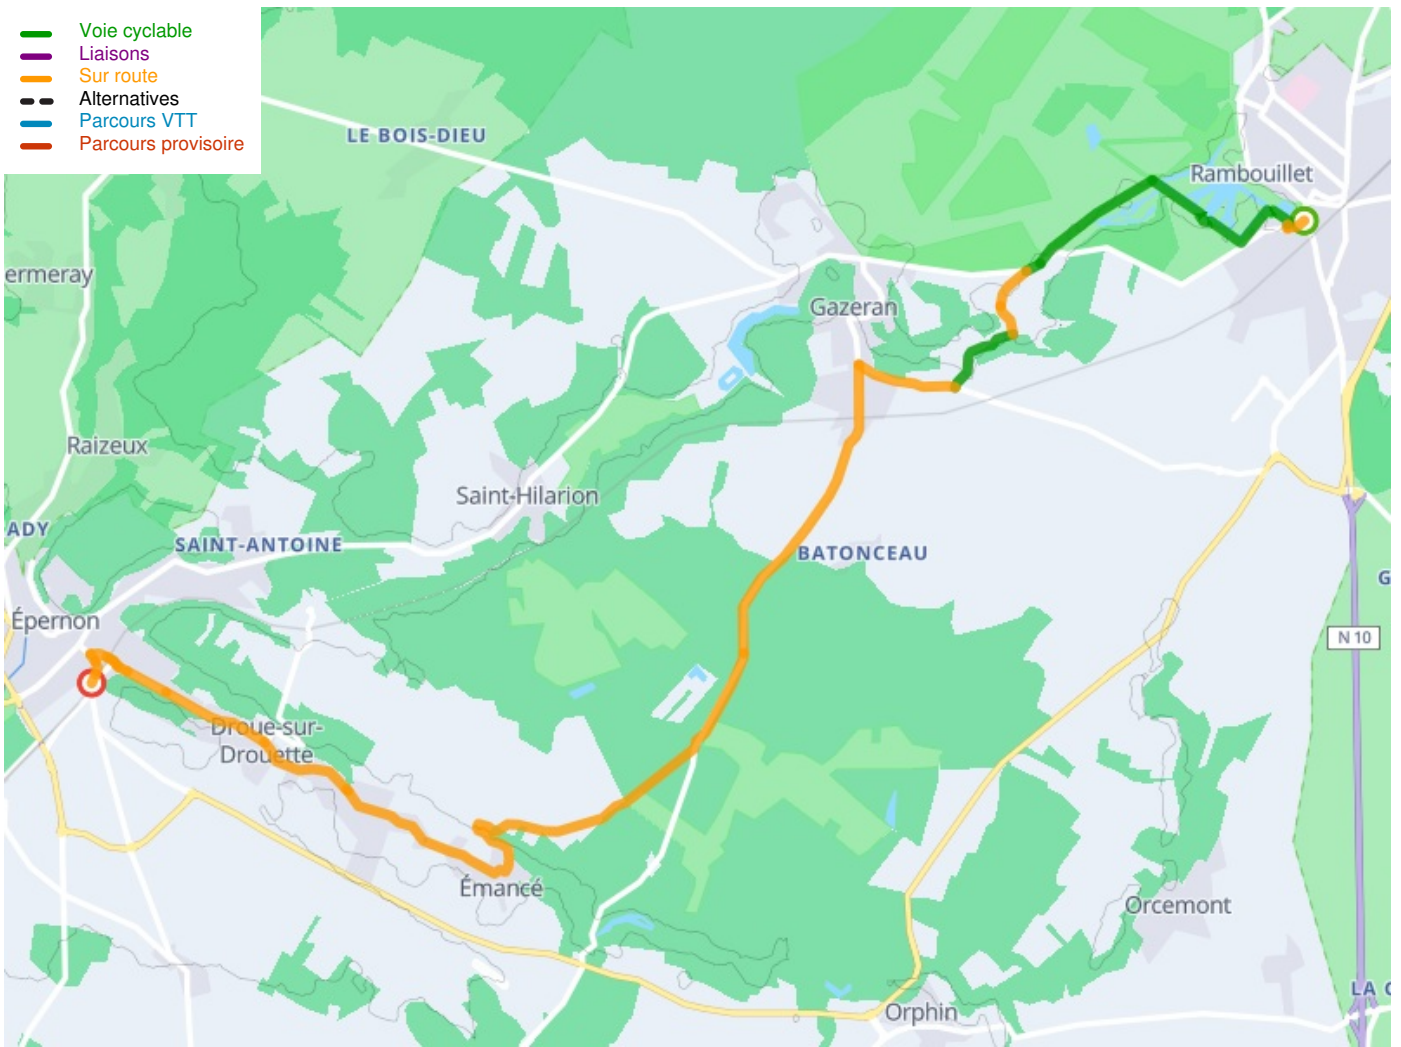 Voie cyclable
Liaisons
Sur route
Alternatives
Parcours VTT
Parcours provisoire
LE BOIS-DIEU
Rambouillet
ermeray
Gazeran
Raizeux
Saint-Hilarion
ADY
SAINT-ANTOINE
BATONCEAU
G
Épernon
N 10
Droue-sur-
Drouette
Émancé
Orcemont
LA C
Orphin